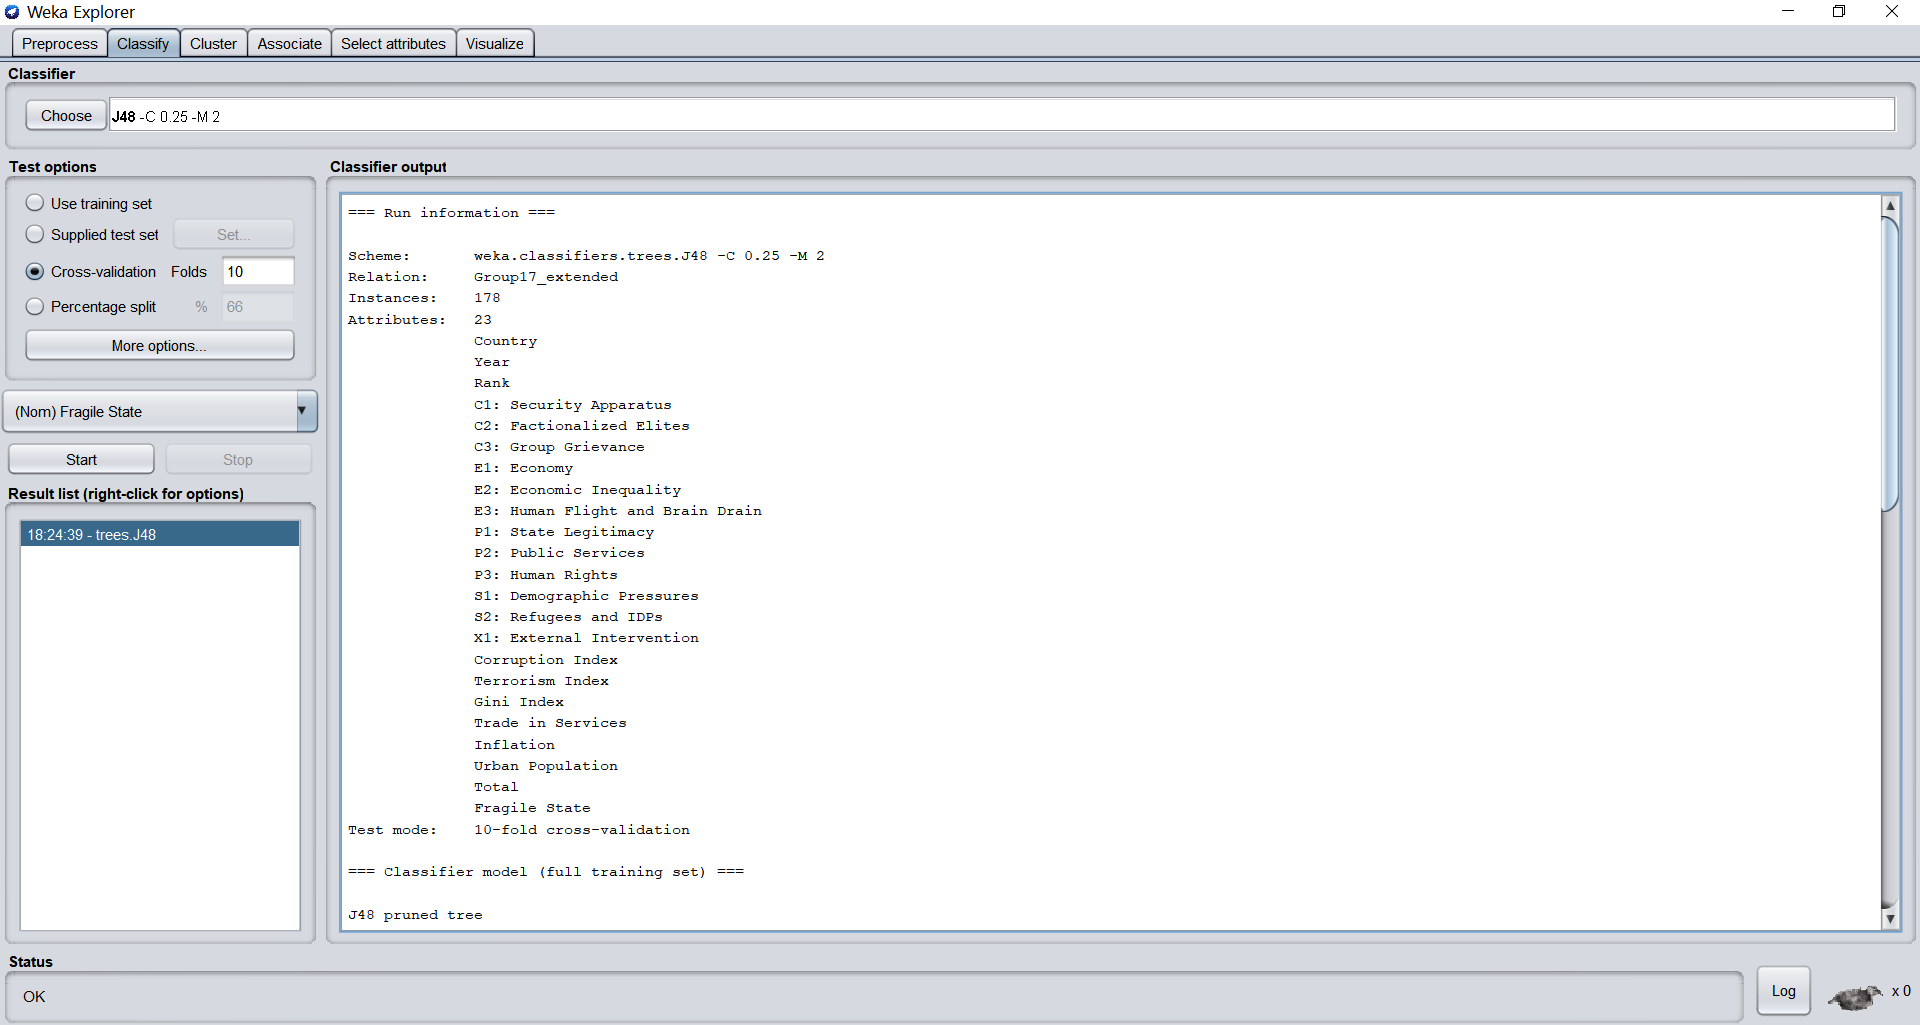 Weka Explorer
Preprocess Classify Cluster Associate Select attributes Visualize
Classifier
Choose J48 -C 0.25 -M 2
Test options
Use training set
Supplied test set Set...
Cross-validation Folds 10
Percentage split % 66
More options...
(Nom) Fragile State
Start Stop
Result list (right-click for options)
18:24:39 - trees.J48
Classifier output
=== Run information ===
Scheme: weka.classifiers.trees.J48 -C 0.25 -M 2
Relation: Group17_extended
Instances: 178
Attributes: 23
Country
Year
Rank
C1: Security Apparatus
C2: Factionalized Elites
C3: Group Grievance
E1: Economy
E2: Economic Inequality
E3: Human Flight and Brain Drain
P1: State Legitimacy
P2: Public Services
P3: Human Rights
S1: Demographic Pressures
S2: Refugees and IDPs
X1: External Intervention
Corruption Index
Terrorism Index
Gini Index
Trade in Services
Inflation
Urban Population
Total
Fragile State
Test mode: 10-fold cross-validation
=== Classifier model (full training set) ===
J48 pruned tree
Status
OK
Log x 0